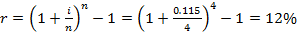 r = (1 + i/n)^n − 1 = (1 + 0.115/4)^4 − 1 = 12%